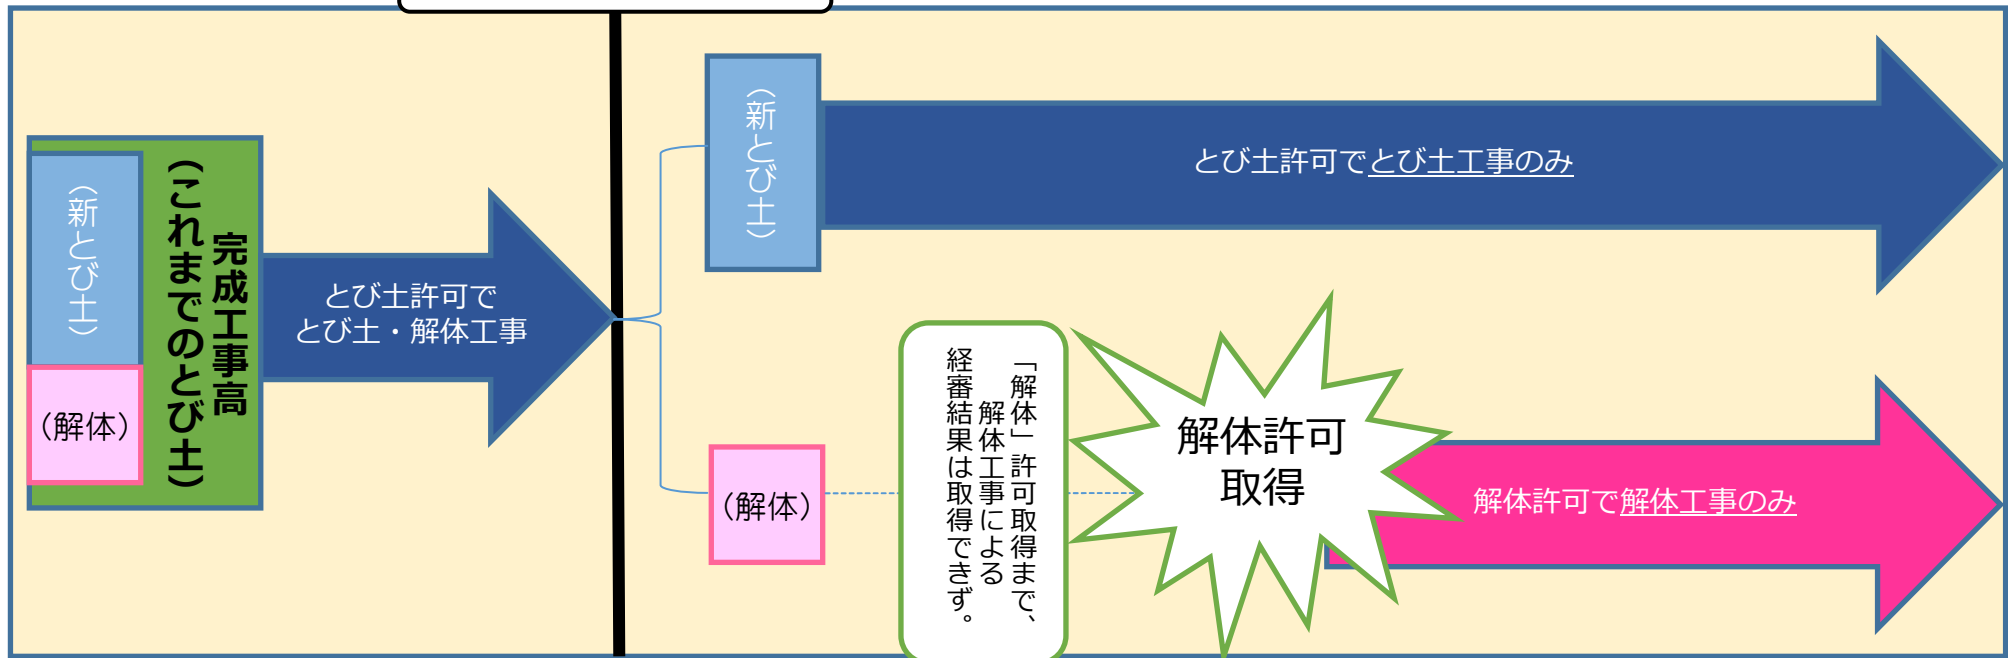 （新とび土）
（解体）
完成工事高
（これまでのとび土）
とび土許可で
とび土・解体工事
（新とび土）
とび土許可でとび土工事のみ
（解体）
「解体」許可取得まで、
解体工事による
経審結果は取得できず。
解体許可
取得
解体許可で解体工事のみ